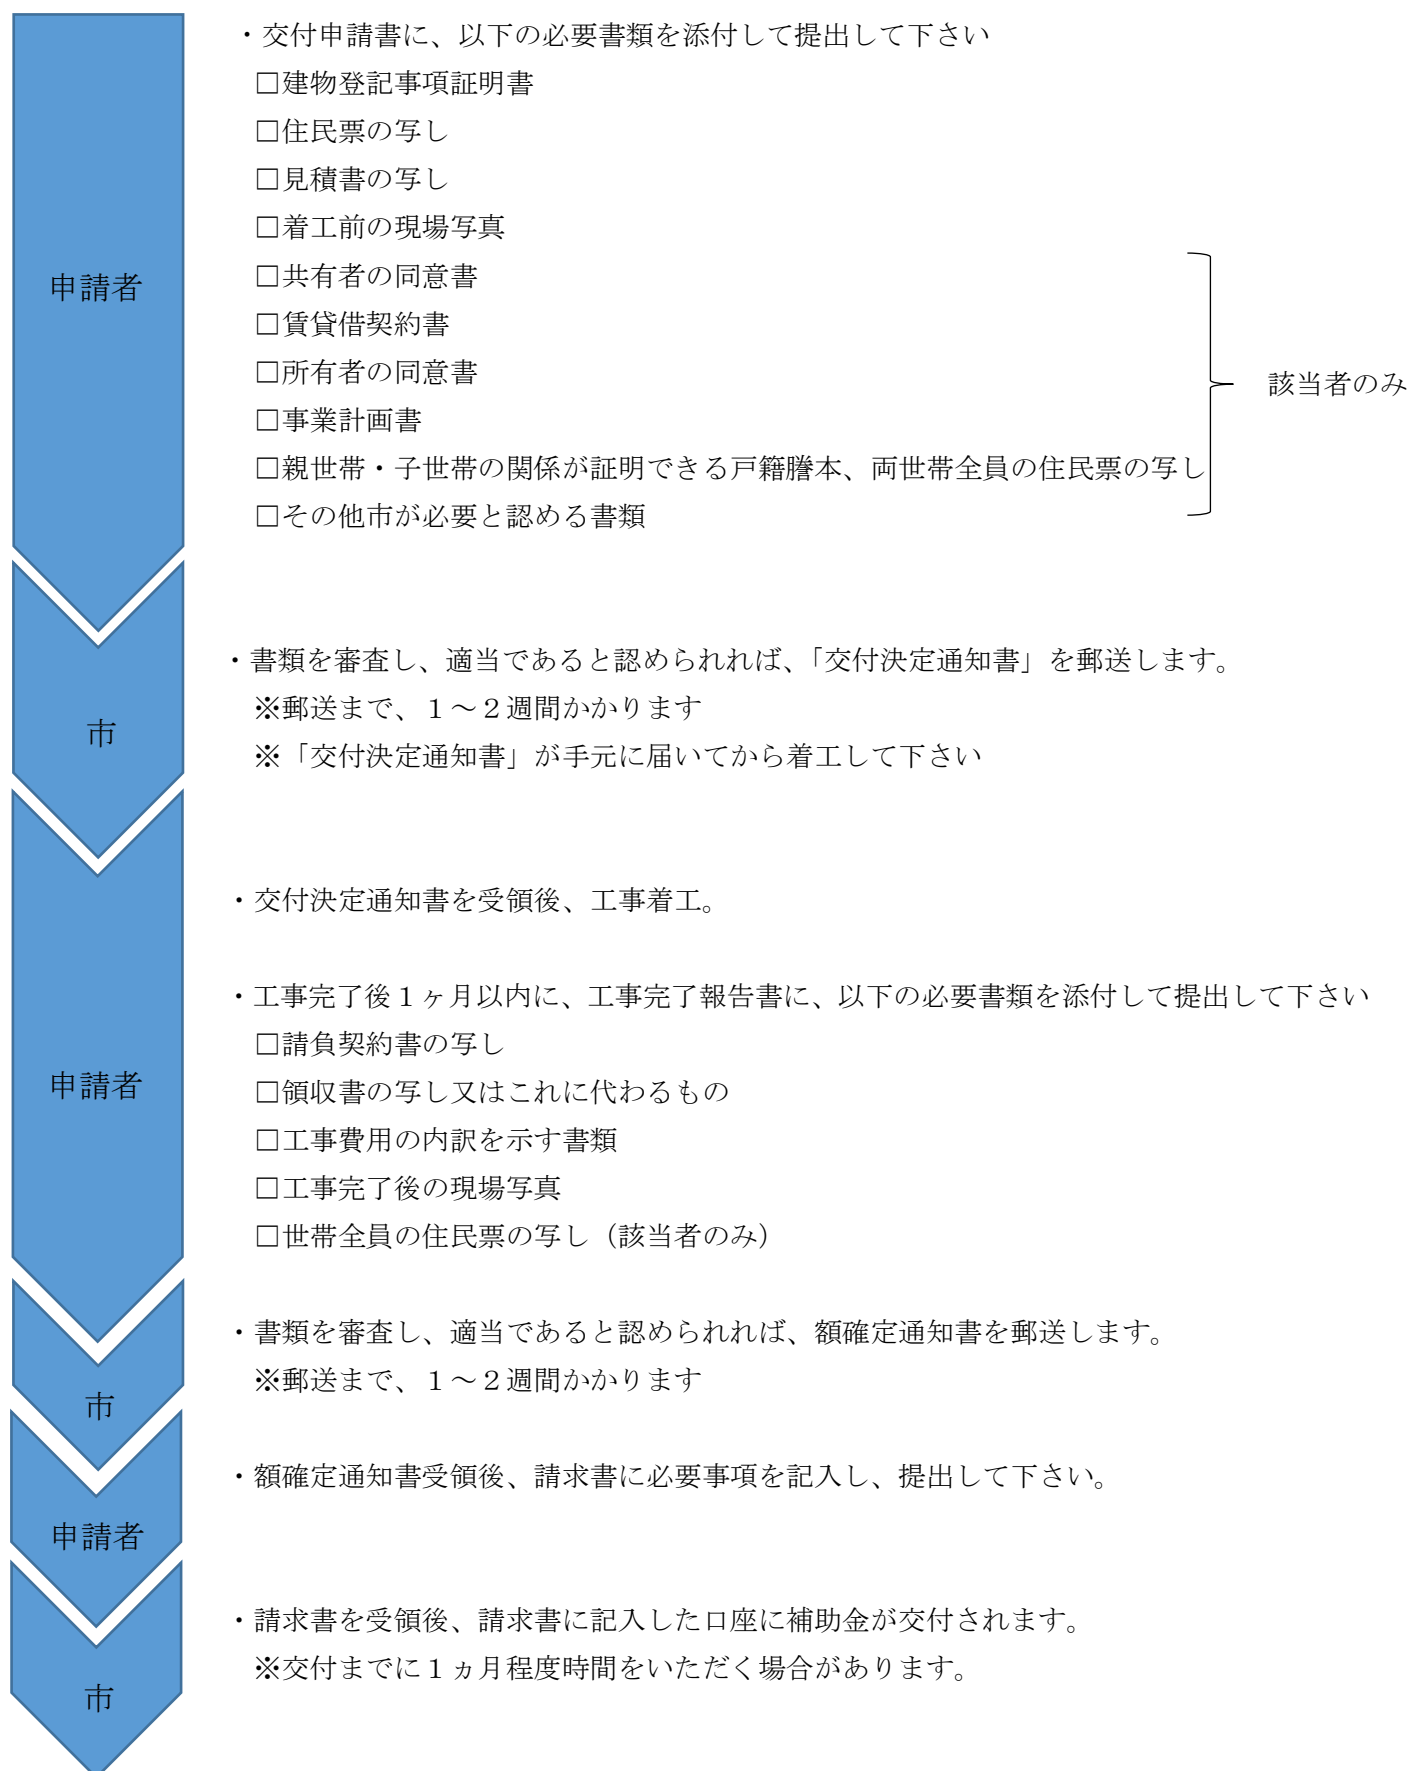 ・交付申請書に、以下の必要書類を添付して提出して下さい
□建物登記事項証明書
□住民票の写し
□見積書の写し
□着工前の現場写真
申請者
□共有者の同意書
□賃貸借契約書
□所有者の同意書
□事業計画書
□親世帯・子世帯の関係が証明できる戸籍謄本、両世帯全員の住民票の写し
□その他市が必要と認める書類
該当者のみ
市
・書類を審査し、適当であると認められれば、「交付決定通知書」を郵送します。
※郵送まで、１～２週間かかります
※「交付決定通知書」が手元に届いてから着工して下さい
申請者
・交付決定通知書を受領後、工事着工。
・工事完了後１ヶ月以内に、工事完了報告書に、以下の必要書類を添付して提出して下さい
□請負契約書の写し
□領収書の写し又はこれに代わるもの
□工事費用の内訳を示す書類
□工事完了後の現場写真
□世帯全員の住民票の写し（該当者のみ）
市
・書類を審査し、適当であると認められれば、額確定通知書を郵送します。
※郵送まで、１～２週間かかります
申請者
・額確定通知書受領後、請求書に必要事項を記入し、提出して下さい。
市
・請求書を受領後、請求書に記入した口座に補助金が交付されます。
※交付までに１ヵ月程度時間をいただく場合があります。